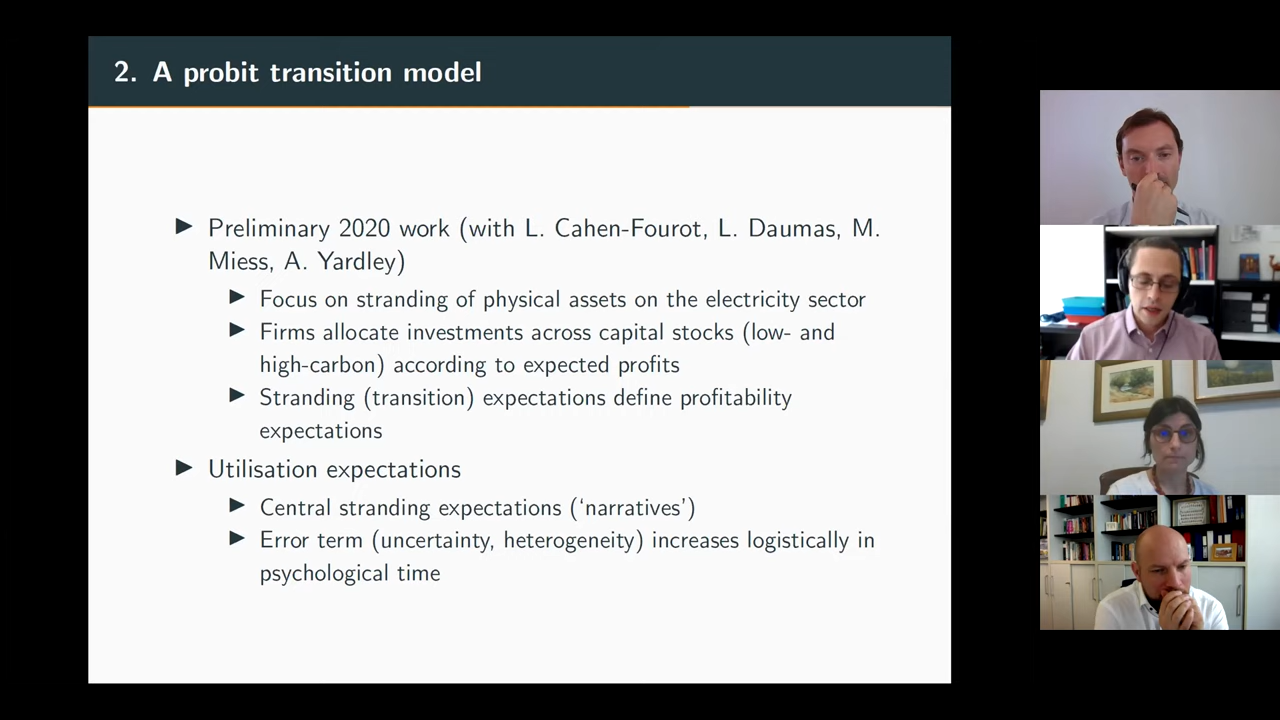 2. A probit transition model
▶ Preliminary 2020 work (with L. Cahen-Fourot, L. Daumas, M.
Miess, A. Yardley)
▶ Focus on stranding of physical assets on the electricity sector
▶ Firms allocate investments across capital stocks (low- and
high-carbon) according to expected profits
▶ Stranding (transition) expectations define profitability
expectations
▶ Utilisation expectations
▶ Central stranding expectations (‘narratives’)
▶ Error term (uncertainty, heterogeneity) increases logistically in
psychological time